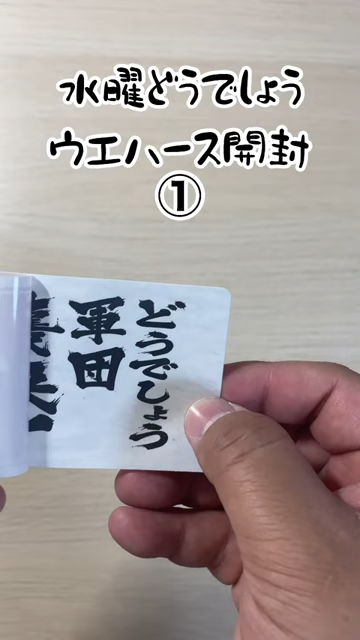 水曜どうでしょう
ウエハース開封
①
どうでしょう
軍団